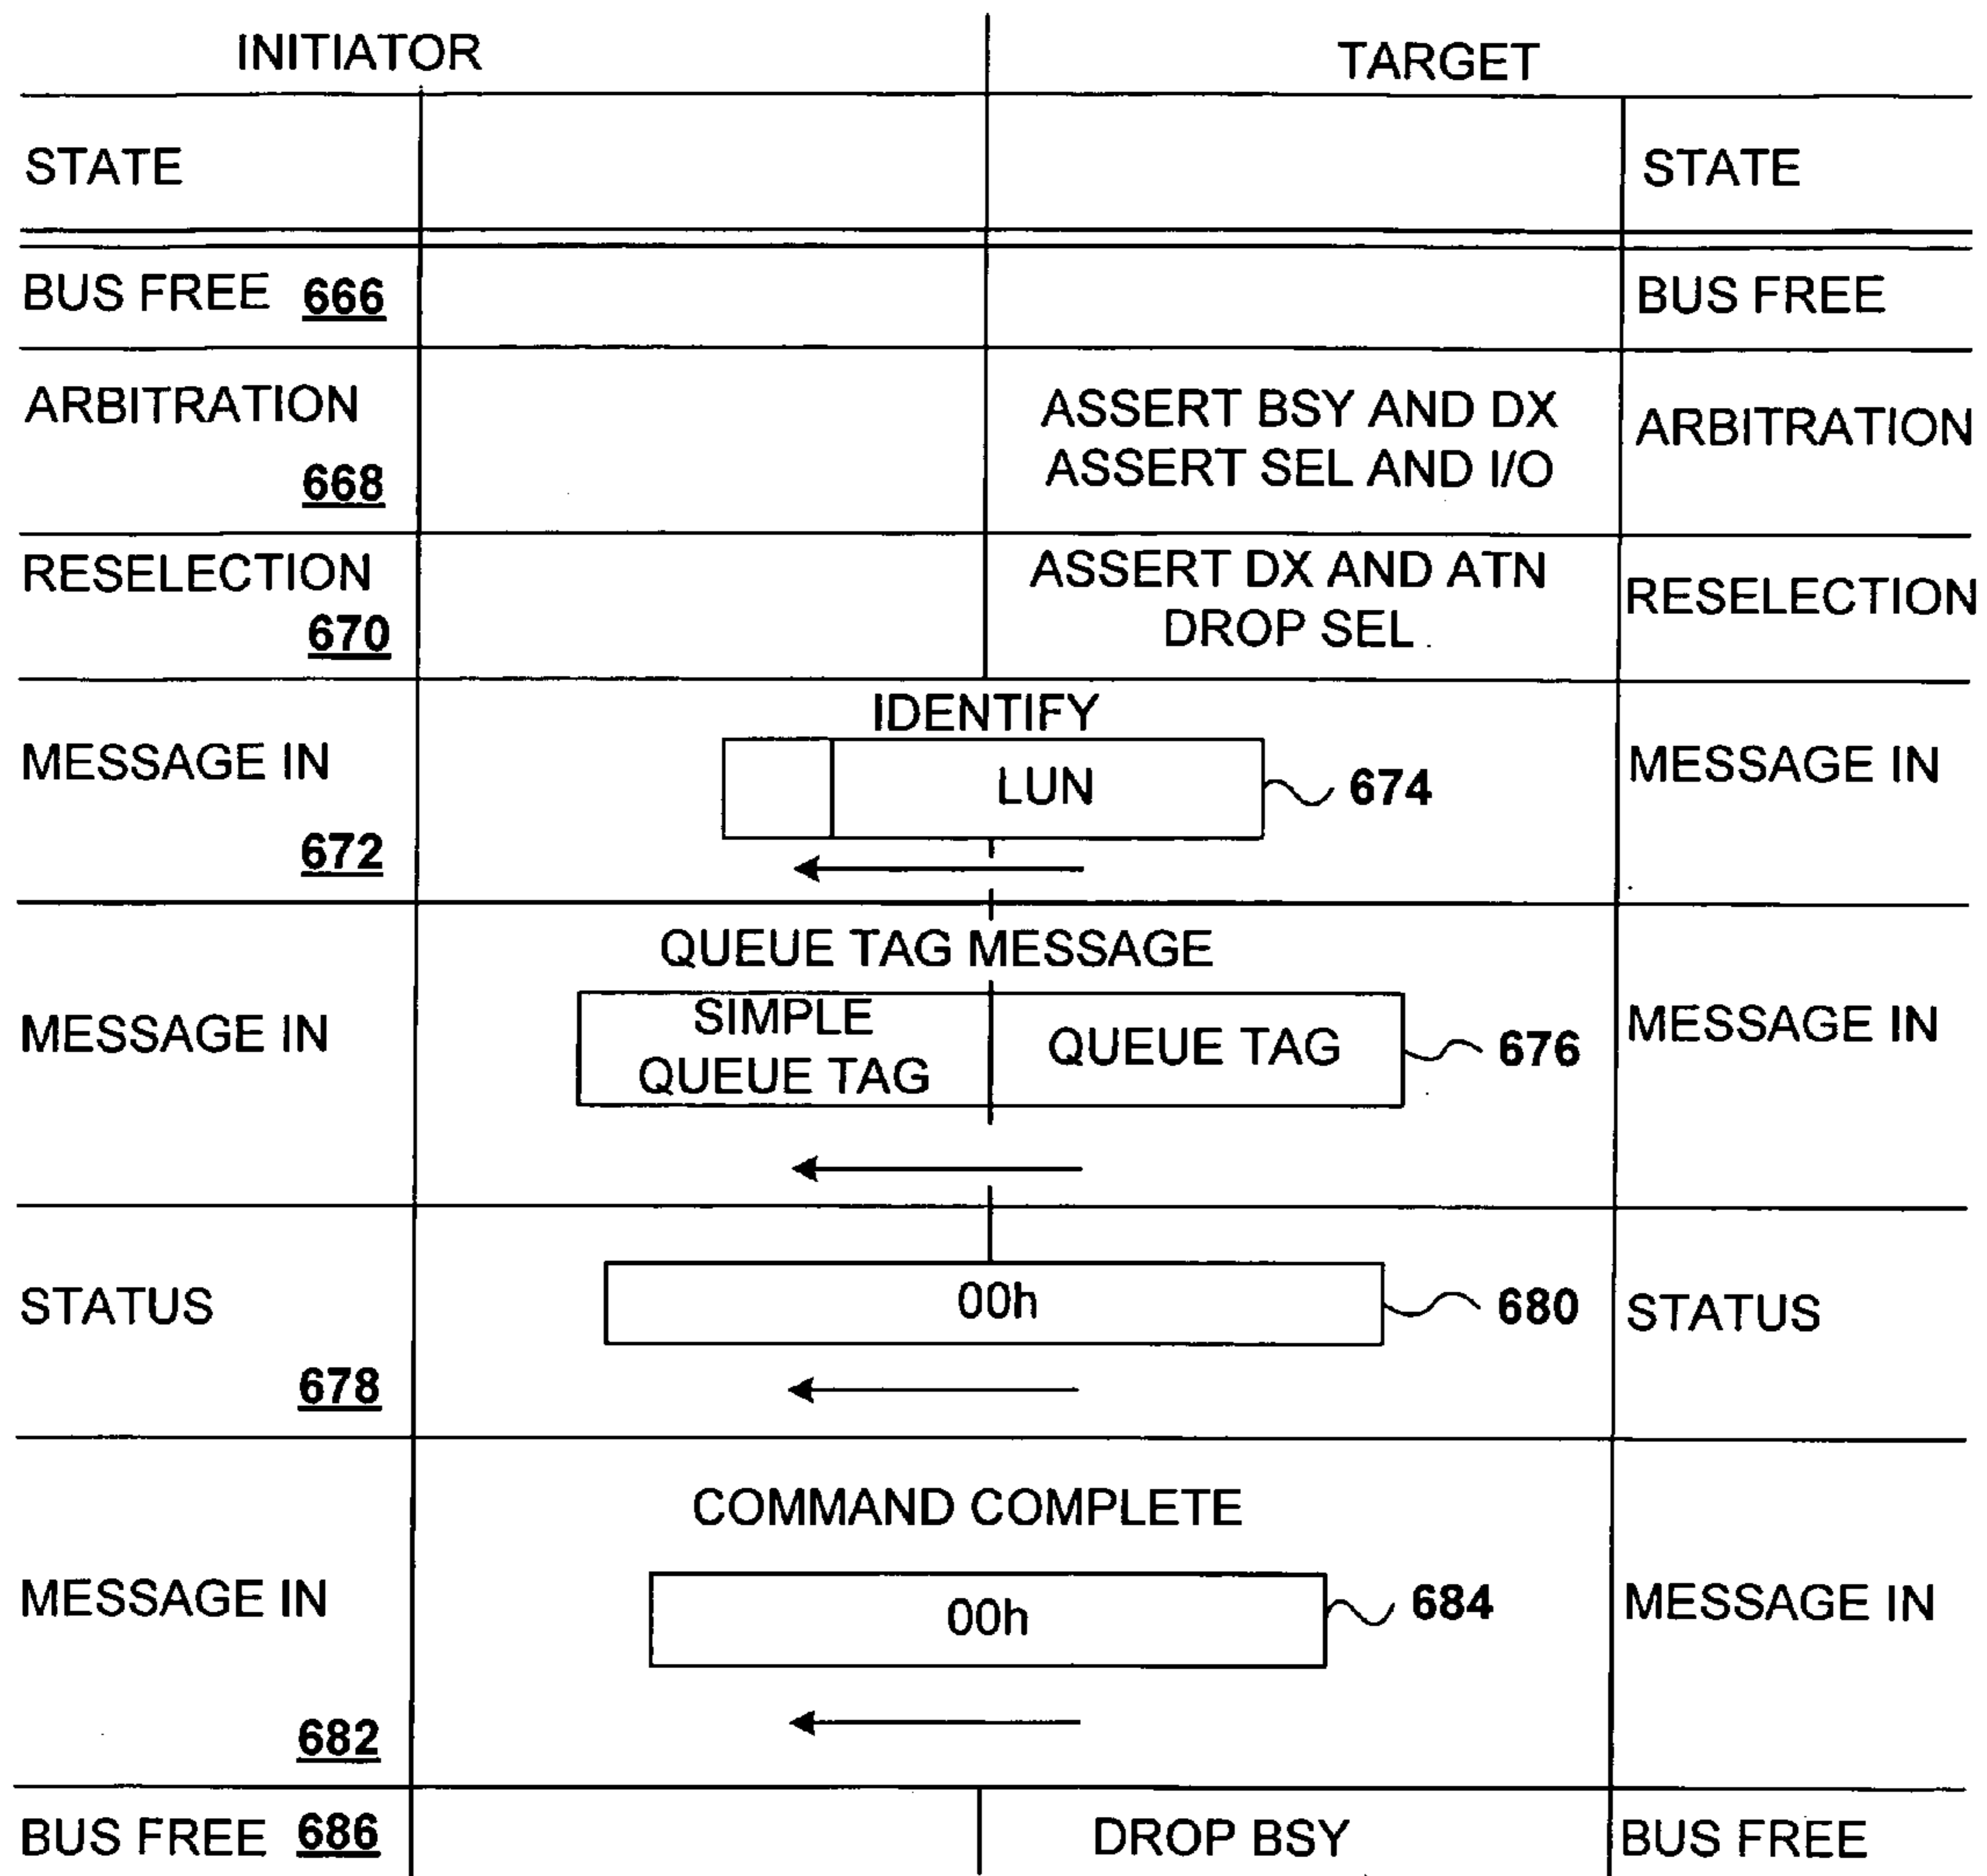 INITIATOR TARGET
STATE STATE
BUS FREE 666 BUS FREE
ARBITRATION
668
ASSERT BSY AND DX
ASSERT SEL AND I/O
ARBITRATION
RESELECTION
670
ASSERT DX AND ATN
DROP SEL
RESELECTION
MESSAGE IN
672
IDENTIFY
LUN
674
MESSAGE IN
MESSAGE IN
QUEUE TAG MESSAGE
SIMPLE
QUEUE TAG
QUEUE TAG
676
MESSAGE IN
STATUS
678
00h
680
STATUS
MESSAGE IN
682
COMMAND COMPLETE
00h
684
MESSAGE IN
BUS FREE 686 DROP BSY BUS FREE